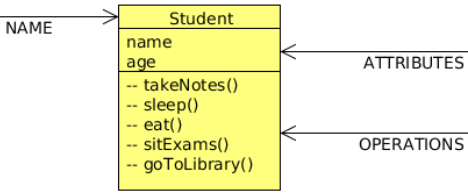 Student
NAME
name
age
ATTRIBUTES
-- takeNotes()
-- sleep()
-- eat()
-- sitExams()
-- goToLibrary()
OPERATIONS